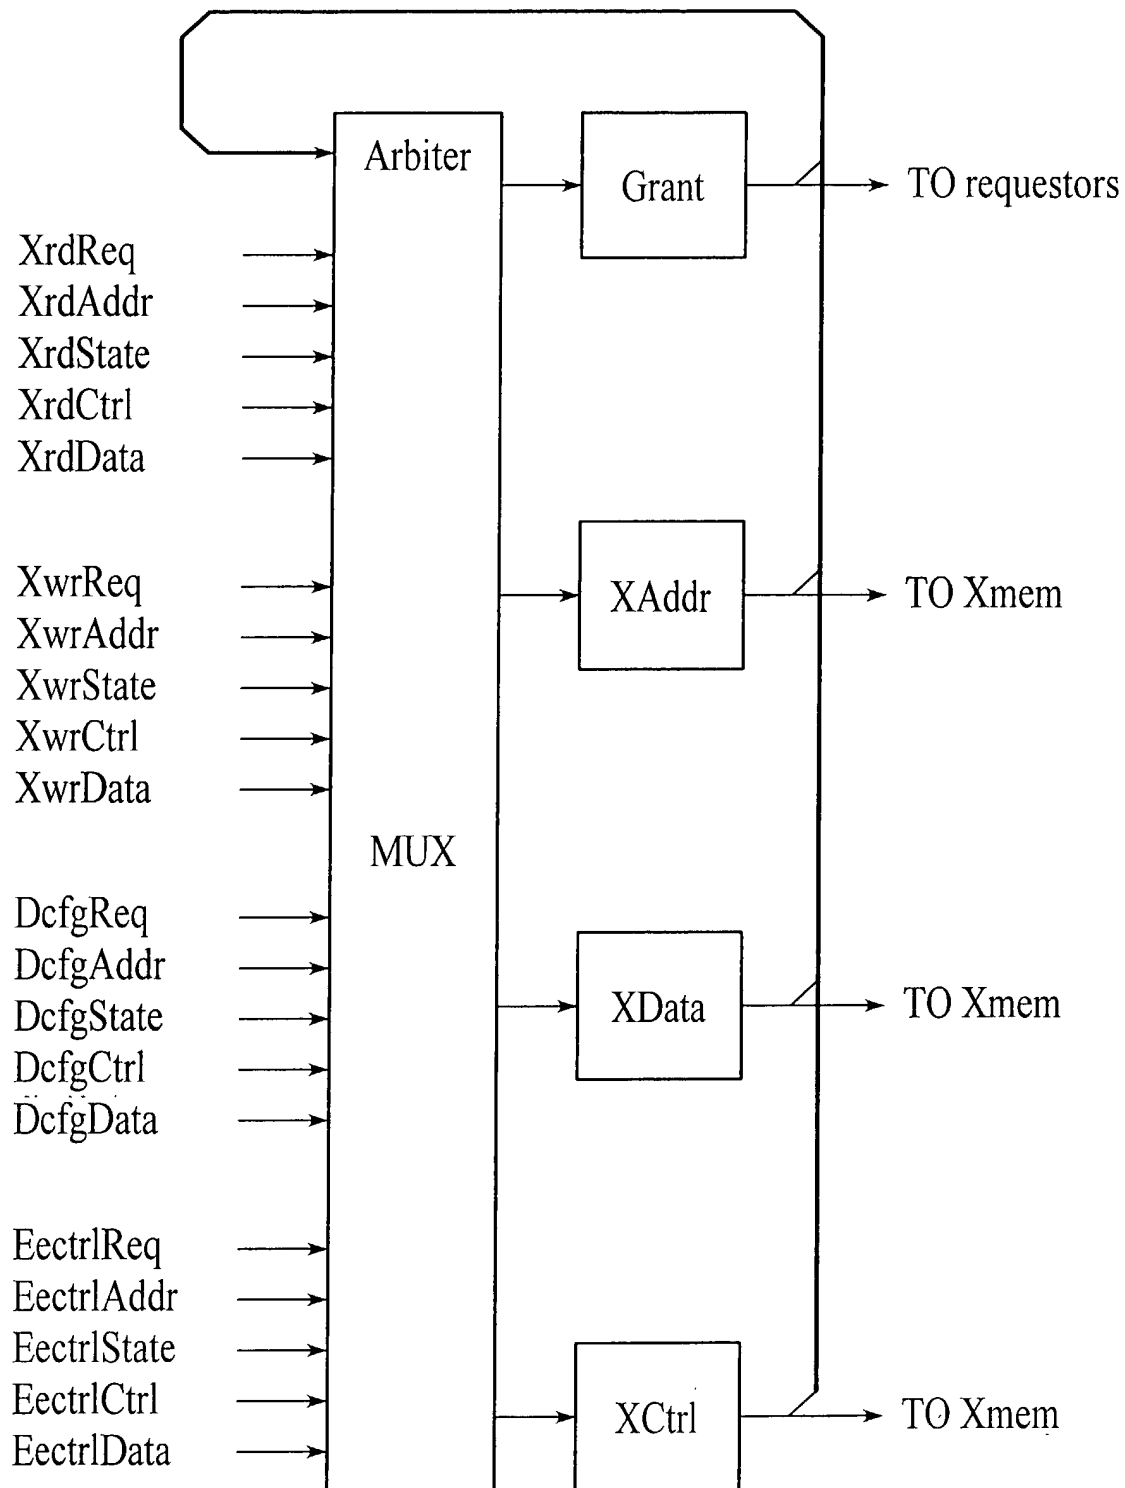 Arbiter
Grant
TO requestors
XrdReq
XrdAddr
XrdState
XrdCtrl
XrdData
XwrReq
XwrAddr
XwrState
XwrCtrl
XwrData
XAddr
TO Xmem
MUX
DcfgReq
DcfgAddr
DcfgState
DcfgCtrl
DcfgData
XData
TO Xmem
EectrlReq
EectrlAddr
EectrlState
EectrlCtrl
EectrlData
XCtrl
TO Xmem